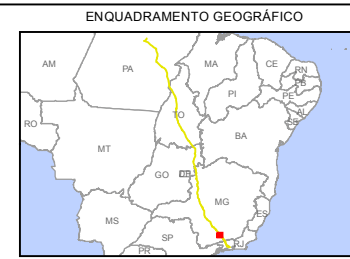 ENQUADRAMENTO GEOGRÁFICO
AM
PA
MA
CE
RN
PB
PE
AL
SE
PI
TO
RO
BA
MT
GO
DF
MG
ES
MS
SP
RJ
PR